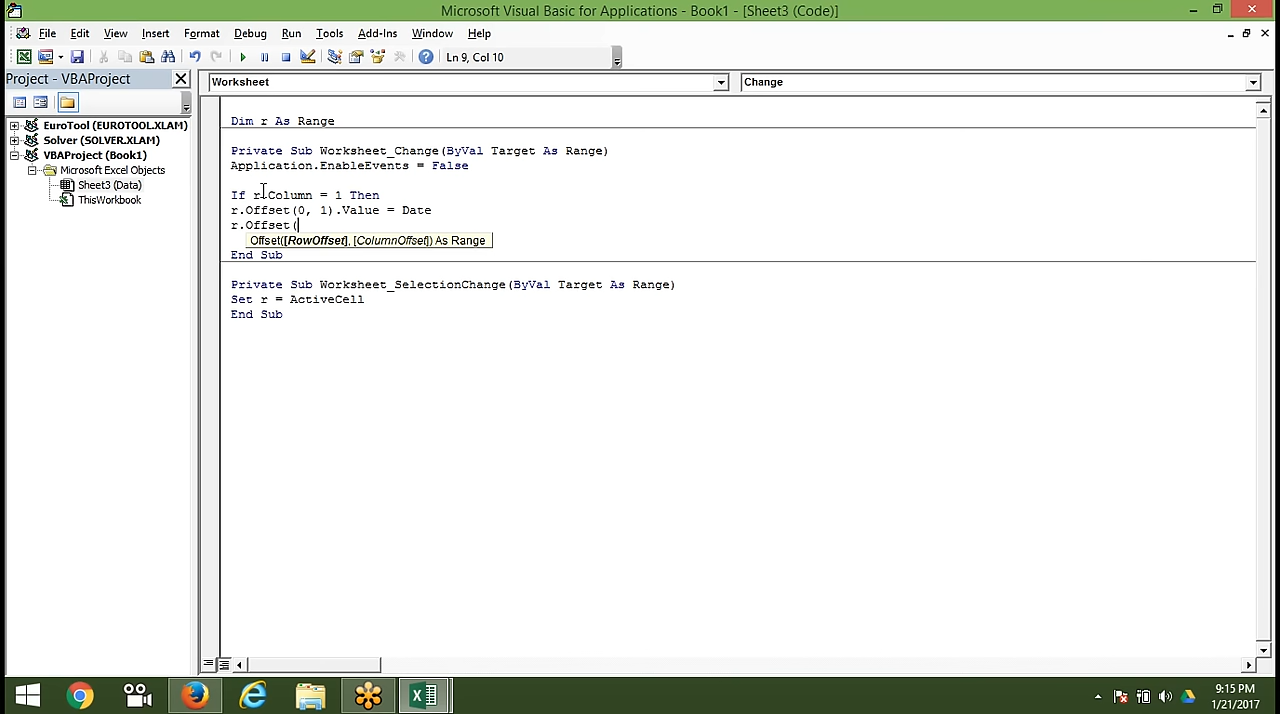 Microsoft Visual Basic for Applications - Book1 - [Sheet3 (Code)]
File Edit View Insert Format Debug Run Tools Add-Ins Window Help
Ln 9, Col 10
Project - VBAProject
Worksheet
Change
EuroTool (EUROTOOL.XLAM)
Solver (SOLVER.XLAM)
VBAProject (Book1)
Microsoft Excel Objects
Sheet3 (Data)
ThisWorkbook
Dim r As Range
Private Sub Worksheet_Change(ByVal Target As Range)
Application.EnableEvents = False
If r.Column = 1 Then
r.Offset(0, 1).Value = Date
r.Offset(
Offset([RowOffset], [ColumnOffset]) As Range
End Sub
Private Sub Worksheet_SelectionChange(ByVal Target As Range)
Set r = ActiveCell
End Sub
9:15 PM
1/21/2017